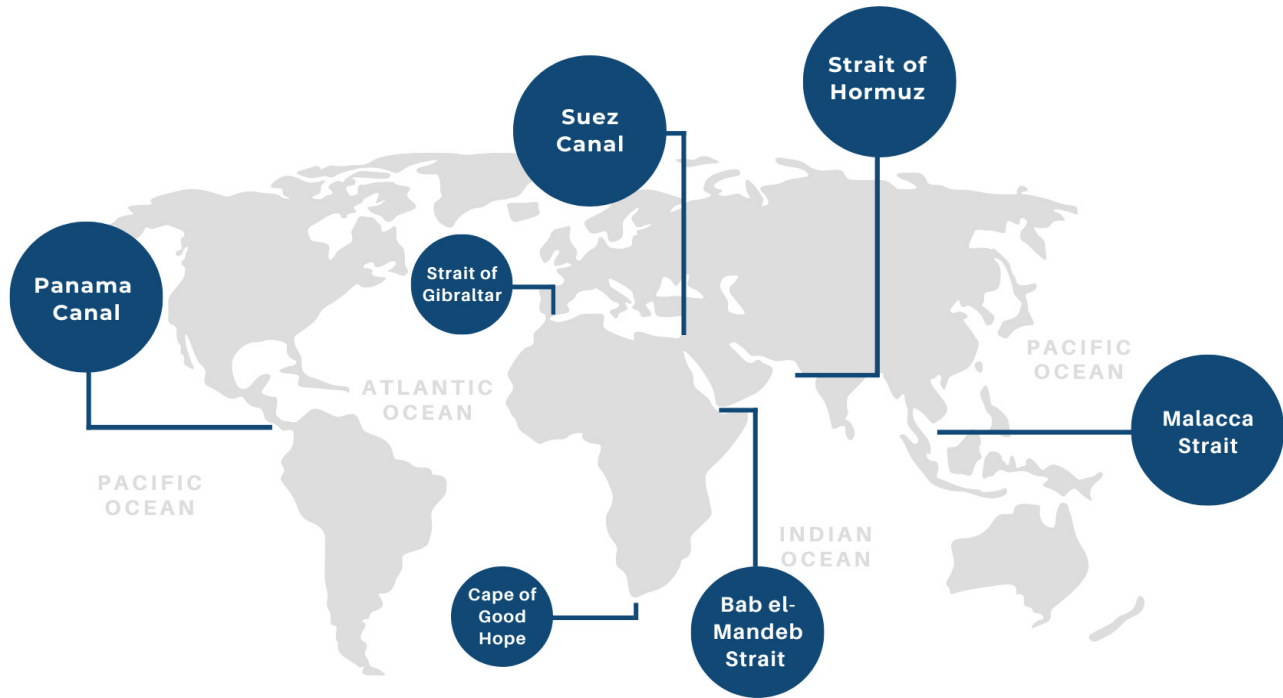 Strait of
Hormuz
Suez
Canal
Strait of
Gibraltar
Panama
Canal
PACIFIC
OCEAN
ATLANTIC
OCEAN
Malacca
Strait
PACIFIC
OCEAN
INDIAN
OCEAN
Cape of
Good
Hope
Bab el-
Mandeb
Strait